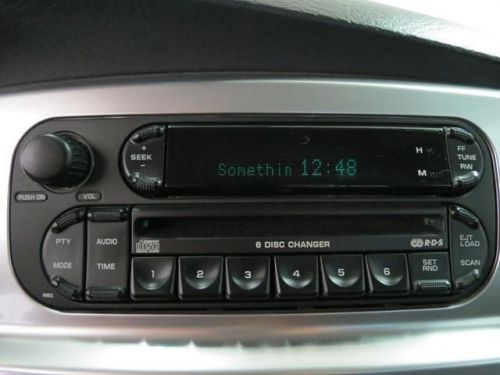 +
SEEK
-
Somethin 12:48
H
M
FF
TUNE
RW
PUSH ON
VOL
PTY
AUDIO
6 DISC CHANGER
R·D·S
EJT
LOAD
MODE
TIME
1 2 3 4 5 6
SET
RND
SCAN